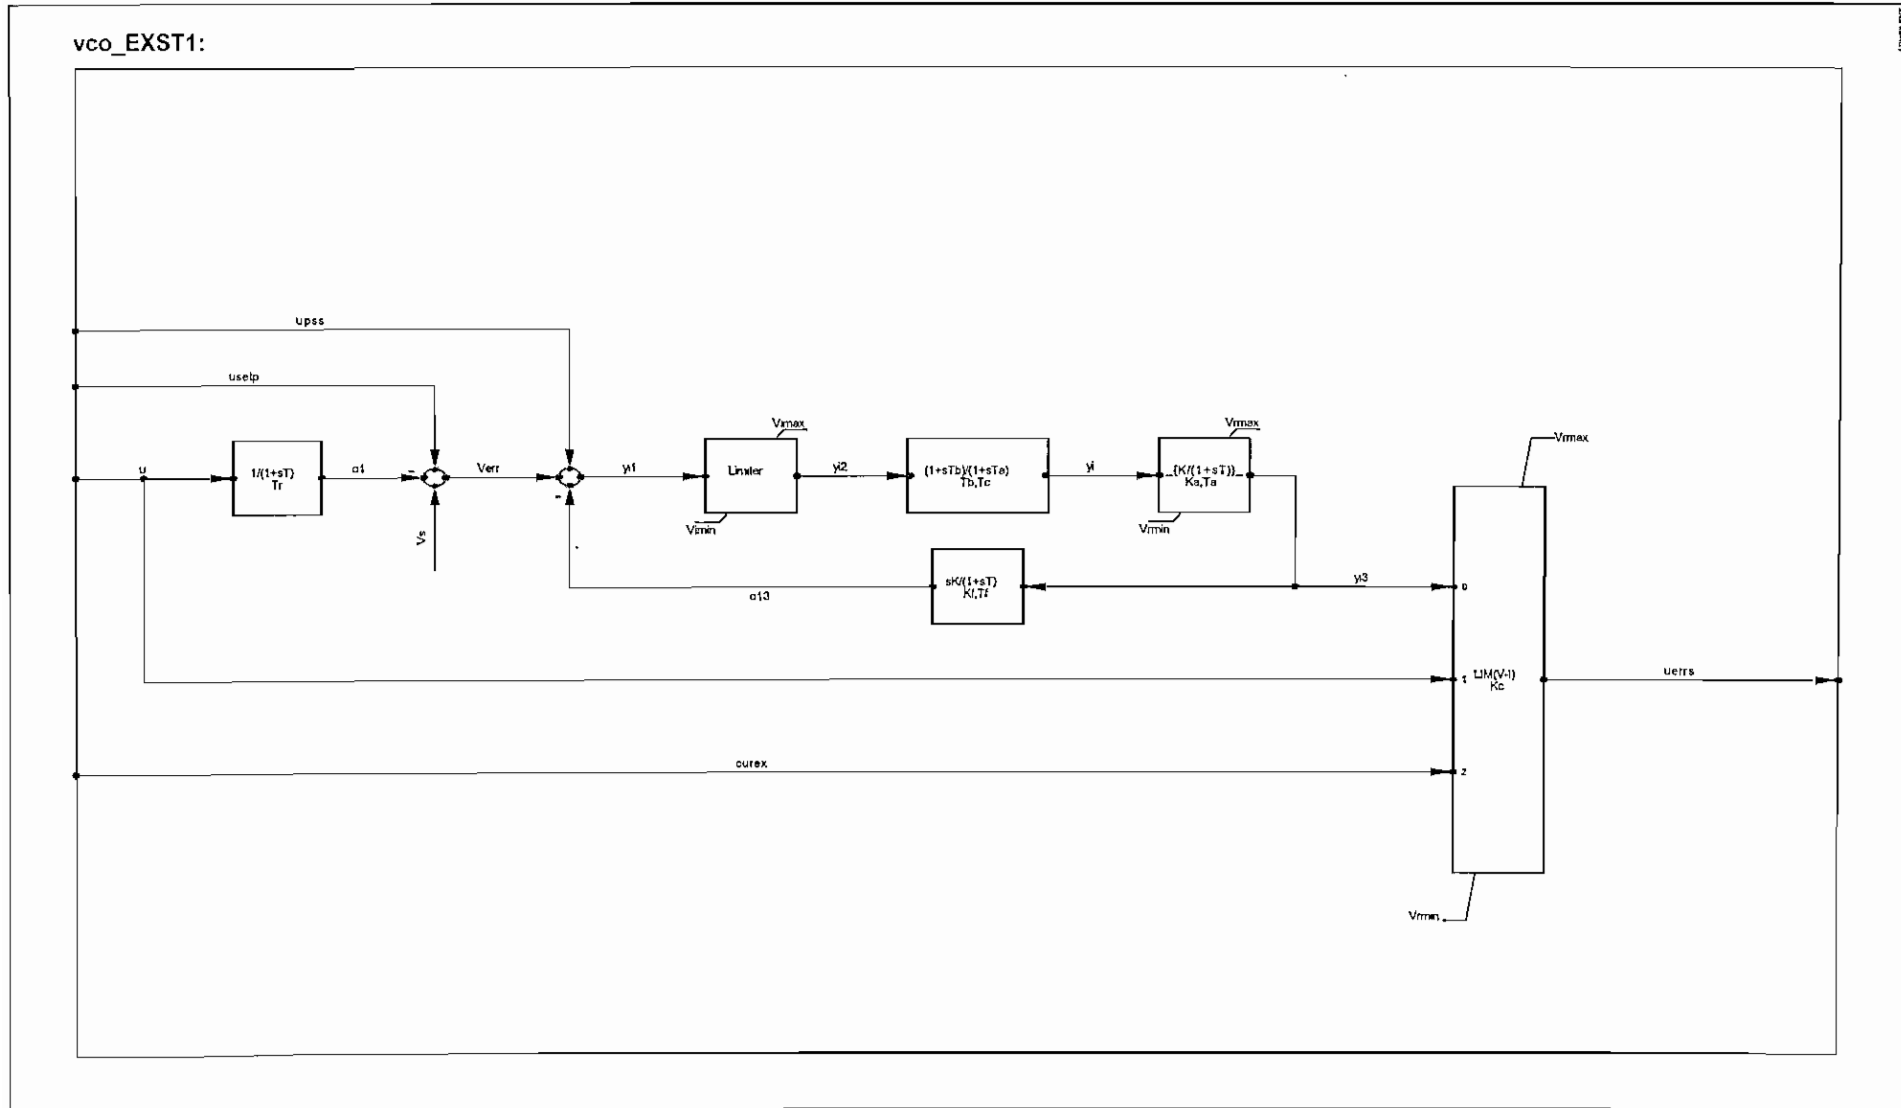 vco_EXST1:
upss
usetp
Vimax
Vrmax
Vrmax
u
1/(1+sT)
Tr
o1
-
Verr
yi1
Limiter
yi2
(1+sTb)/(1+sTa)
Tb,Tc
yi
_{K/(1+sT)}_
Ka,Ta
Vs
-
Vimin
Vrmin
sK/(1+sT)
Kf,Tf
o13
yi3
0
1
LIM(V-I)
Kc
uerrs
curex
2
Vrmin